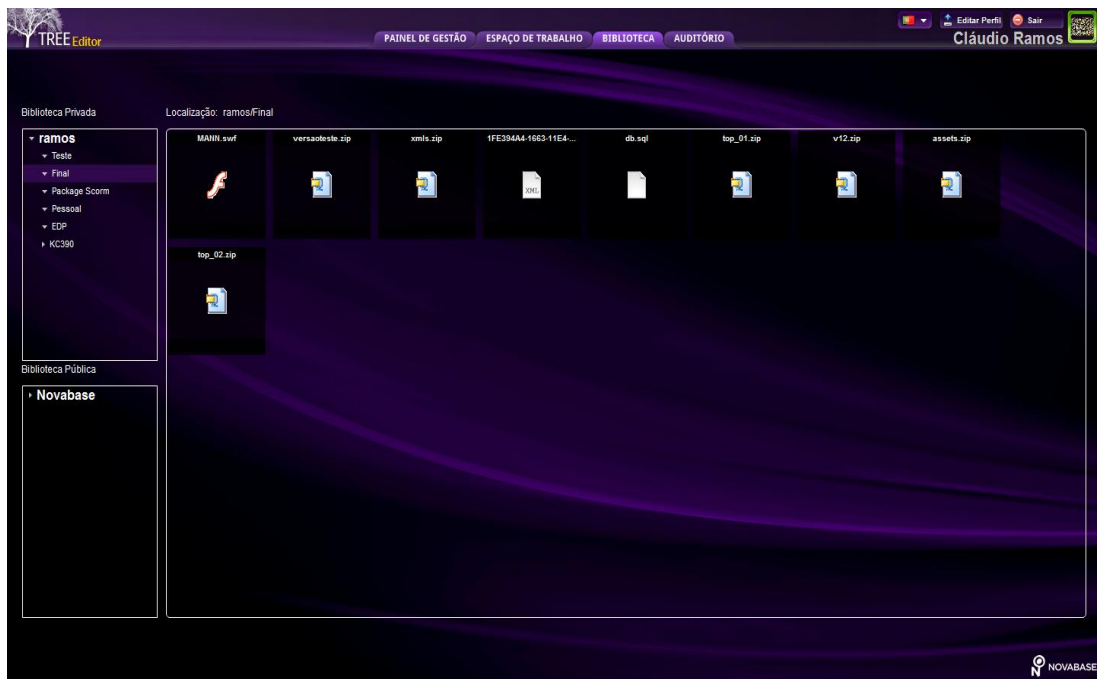 TREE Editor
Editar Perfil
Sair
PAINEL DE GESTÃO
ESPAÇO DE TRABALHO
BIBLIOTECA
AUDITÓRIO
Cláudio Ramos
Biblioteca Privada
Localização: ramos/Final
ramos
Teste
Final
Package Scorm
Pessoal
EDP
KC390
MANN.swf
versaoteste.zip
xmls.zip
1FE394A4-1663-11E4-...
db.sql
top_01.zip
v12.zip
assets.zip
XML
top_02.zip
Biblioteca Pública
Novabase
NOVABASE